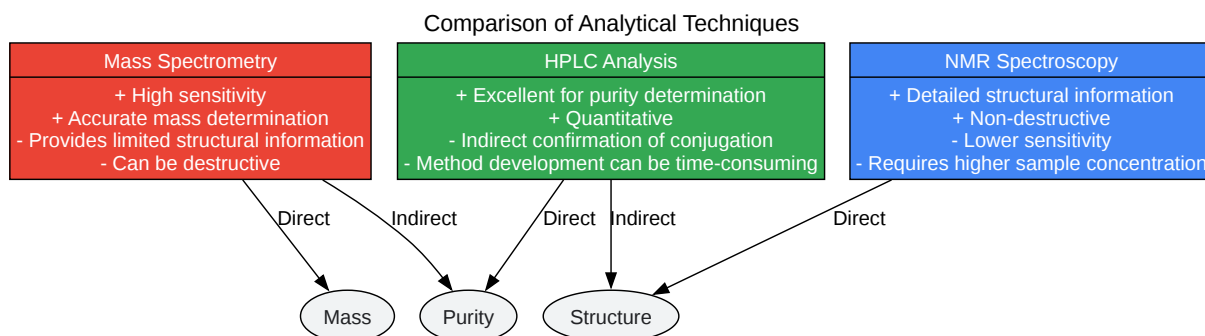 Comparison of Analytical Techniques
Mass Spectrometry
+ High sensitivity
+ Accurate mass determination
- Provides limited structural information
- Can be destructive
HPLC Analysis
+ Excellent for purity determination
+ Quantitative
- Indirect confirmation of conjugation
- Method development can be time-consuming
NMR Spectroscopy
+ Detailed structural information
+ Non-destructive
- Lower sensitivity
- Requires higher sample concentration
Direct
Indirect
Direct
Indirect
Direct
Mass
Purity
Structure